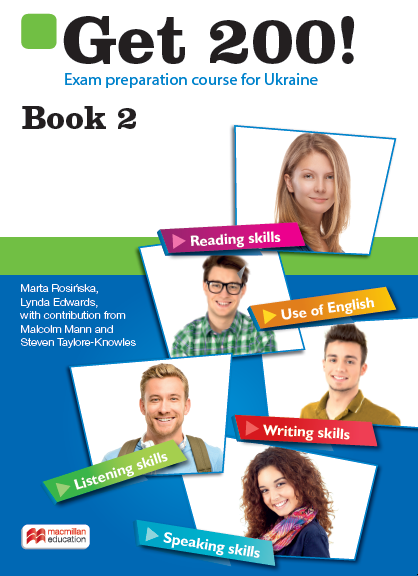 Get 200!
Exam preparation course for Ukraine
Book 2
Reading skills
Marta Rosińska,
Lynda Edwards,
with contribution from
Malcolm Mann and
Steven Taylore-Knowles
Use of English
Writing skills
Listening skills
Speaking skills
macmillan
education